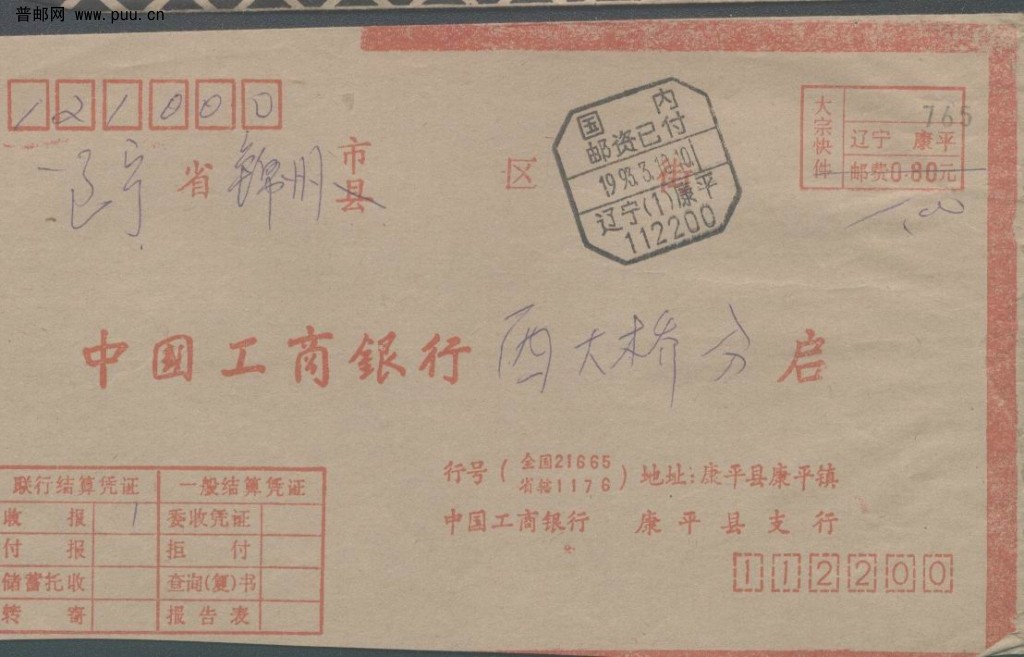 普邮网 www.puu.cn
121000
辽宁省锦州市县 区
国内
邮资已付
辽宁(1)康平
112200
大宗快件
765
辽宁 康平
邮费0.80元
中国工商銀行 西大桥分 启
联行结算凭证 一般结算凭证
收报 1 委收凭证
付报 拒付
储蓄托收 查询(复)书
转寄 报告表
行号(全国21665 省辖1176)地址:康平县康平镇
中国工商银行 康平县支行
112200